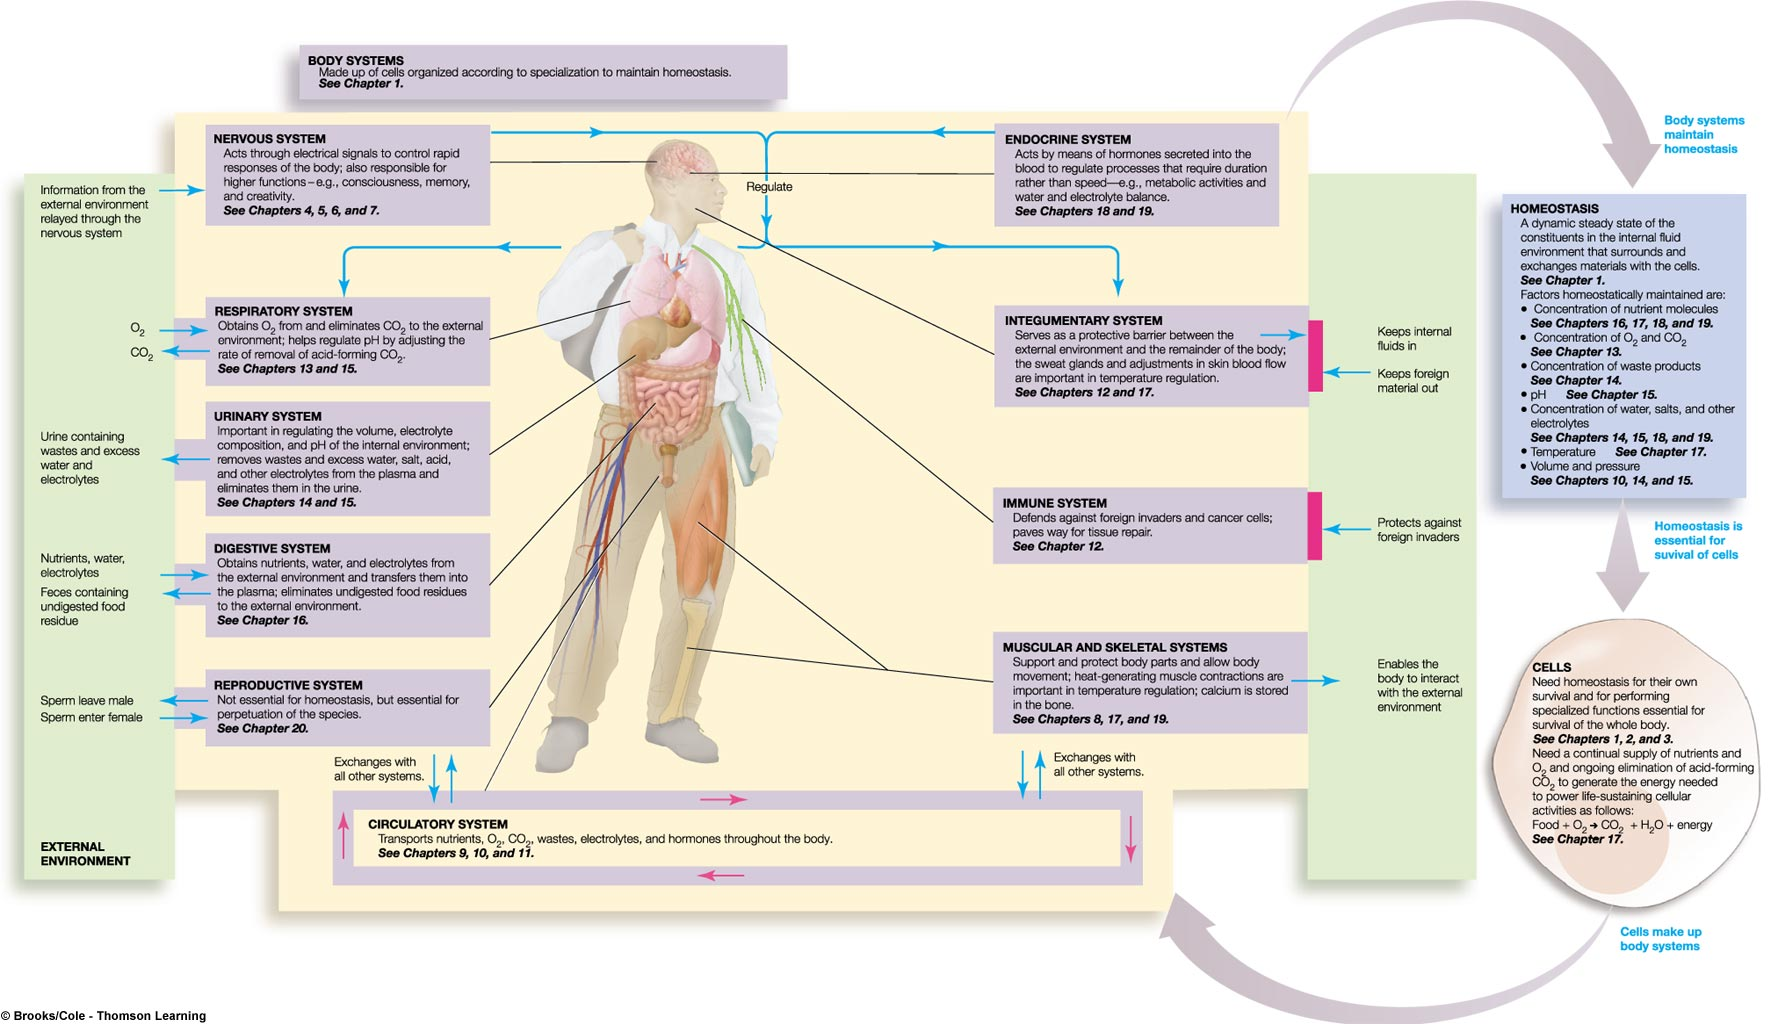 BODY SYSTEMS
Made up of cells organized according to specialization to maintain homeostasis.
See Chapter 1.
NERVOUS SYSTEM
Acts through electrical signals to control rapid
responses of the body; also responsible for
higher functions–e.g., consciousness, memory,
and creativity.
See Chapters 4, 5, 6, and 7.
ENDOCRINE SYSTEM
Acts by means of hormones secreted into the
blood to regulate processes that require duration
rather than speed—e.g., metabolic activities and
water and electrolyte balance.
See Chapters 18 and 19.
Regulate
Information from the
external environment
relayed through the
nervous system
RESPIRATORY SYSTEM
Obtains O2 from and eliminates CO2 to the external
environment; helps regulate pH by adjusting the
rate of removal of acid-forming CO2.
See Chapters 13 and 15.
O2
CO2
URINARY SYSTEM
Important in regulating the volume, electrolyte
composition, and pH of the internal environment;
removes wastes and excess water, salt, acid,
and other electrolytes from the plasma and
eliminates them in the urine.
See Chapters 14 and 15.
Urine containing
wastes and excess
water and
electrolytes
DIGESTIVE SYSTEM
Obtains nutrients, water, and electrolytes from
the external environment and transfers them into
the plasma; eliminates undigested food residues
to the external environment.
See Chapter 16.
Nutrients, water,
electrolytes
Feces containing
undigested food
residue
REPRODUCTIVE SYSTEM
Not essential for homeostasis, but essential for
perpetuation of the species.
See Chapter 20.
Sperm leave male
Sperm enter female
EXTERNAL
ENVIRONMENT
INTEGUMENTARY SYSTEM
Serves as a protective barrier between the
external environment and the remainder of the body;
the sweat glands and adjustments in skin blood flow
are important in temperature regulation.
See Chapters 12 and 17.
Keeps internal
fluids in
Keeps foreign
material out
IMMUNE SYSTEM
Defends against foreign invaders and cancer cells;
paves way for tissue repair.
See Chapter 12.
Protects against
foreign invaders
MUSCULAR AND SKELETAL SYSTEMS
Support and protect body parts and allow body
movement; heat-generating muscle contractions are
important in temperature regulation; calcium is stored
in the bone.
See Chapters 8, 17, and 19.
Enables the
body to interact
with the external
environment
Exchanges with
all other systems.
Exchanges with
all other systems.
CIRCULATORY SYSTEM
Transports nutrients, O2, CO2, wastes, electrolytes, and hormones throughout the body.
See Chapters 9, 10, and 11.
Body systems
maintain
homeostasis
HOMEOSTASIS
A dynamic steady state of the
constituents in the internal fluid
environment that surrounds and
exchanges materials with the cells.
See Chapter 1.
Factors homeostatically maintained are:
• Concentration of nutrient molecules
See Chapters 16, 17, 18, and 19.
• Concentration of O2 and CO2
See Chapter 13.
• Concentration of waste products
See Chapter 14.
• pH See Chapter 15.
• Concentration of water, salts, and other
electrolytes
See Chapters 14, 15, 18, and 19.
• Temperature See Chapter 17.
• Volume and pressure
See Chapters 10, 14, and 15.
Homeostasis is
essential for
suvival of cells
CELLS
Need homeostasis for their own
survival and for performing
specialized functions essential for
survival of the whole body.
See Chapters 1, 2, and 3.
Need a continual supply of nutrients and
O2 and ongoing elimination of acid-forming
CO2 to generate the energy needed
to power life-sustaining cellular
activities as follows:
Food + O2 → CO2 + H2O + energy
See Chapter 17.
Cells make up
body systems
© Brooks/Cole - Thomson Learning